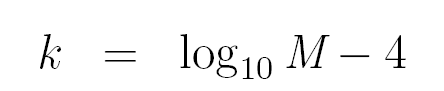 k = log₁₀ M − 4